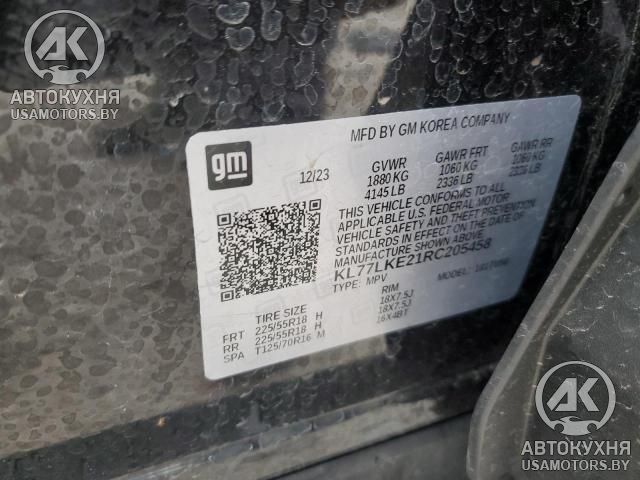 AK
АВТОКУХНЯ
USAMOTORS.BY
gm
MFD BY GM KOREA COMPANY
12/23
GVWR GAWR FRT GAWR RR
1880 KG 1060 KG 1060 KG
4145 LB 2336 LB 2336 LB
THIS VEHICLE CONFORMS TO ALL
APPLICABLE U.S. FEDERAL MOTOR
VEHICLE SAFETY AND THEFT PREVENTION
STANDARDS IN EFFECT ON THE DATE OF
MANUFACTURE SHOWN ABOVE.
KL77LKE21RC205458
TYPE: MPV MODEL:
TIRE SIZE RIM
FRT 225/55R18 H 18X7.5J
RR 225/55R18 H 18X7.5J
SPA T125/70R16 M 16X4BT
AK
АВТОКУХНЯ
USAMOTORS.BY